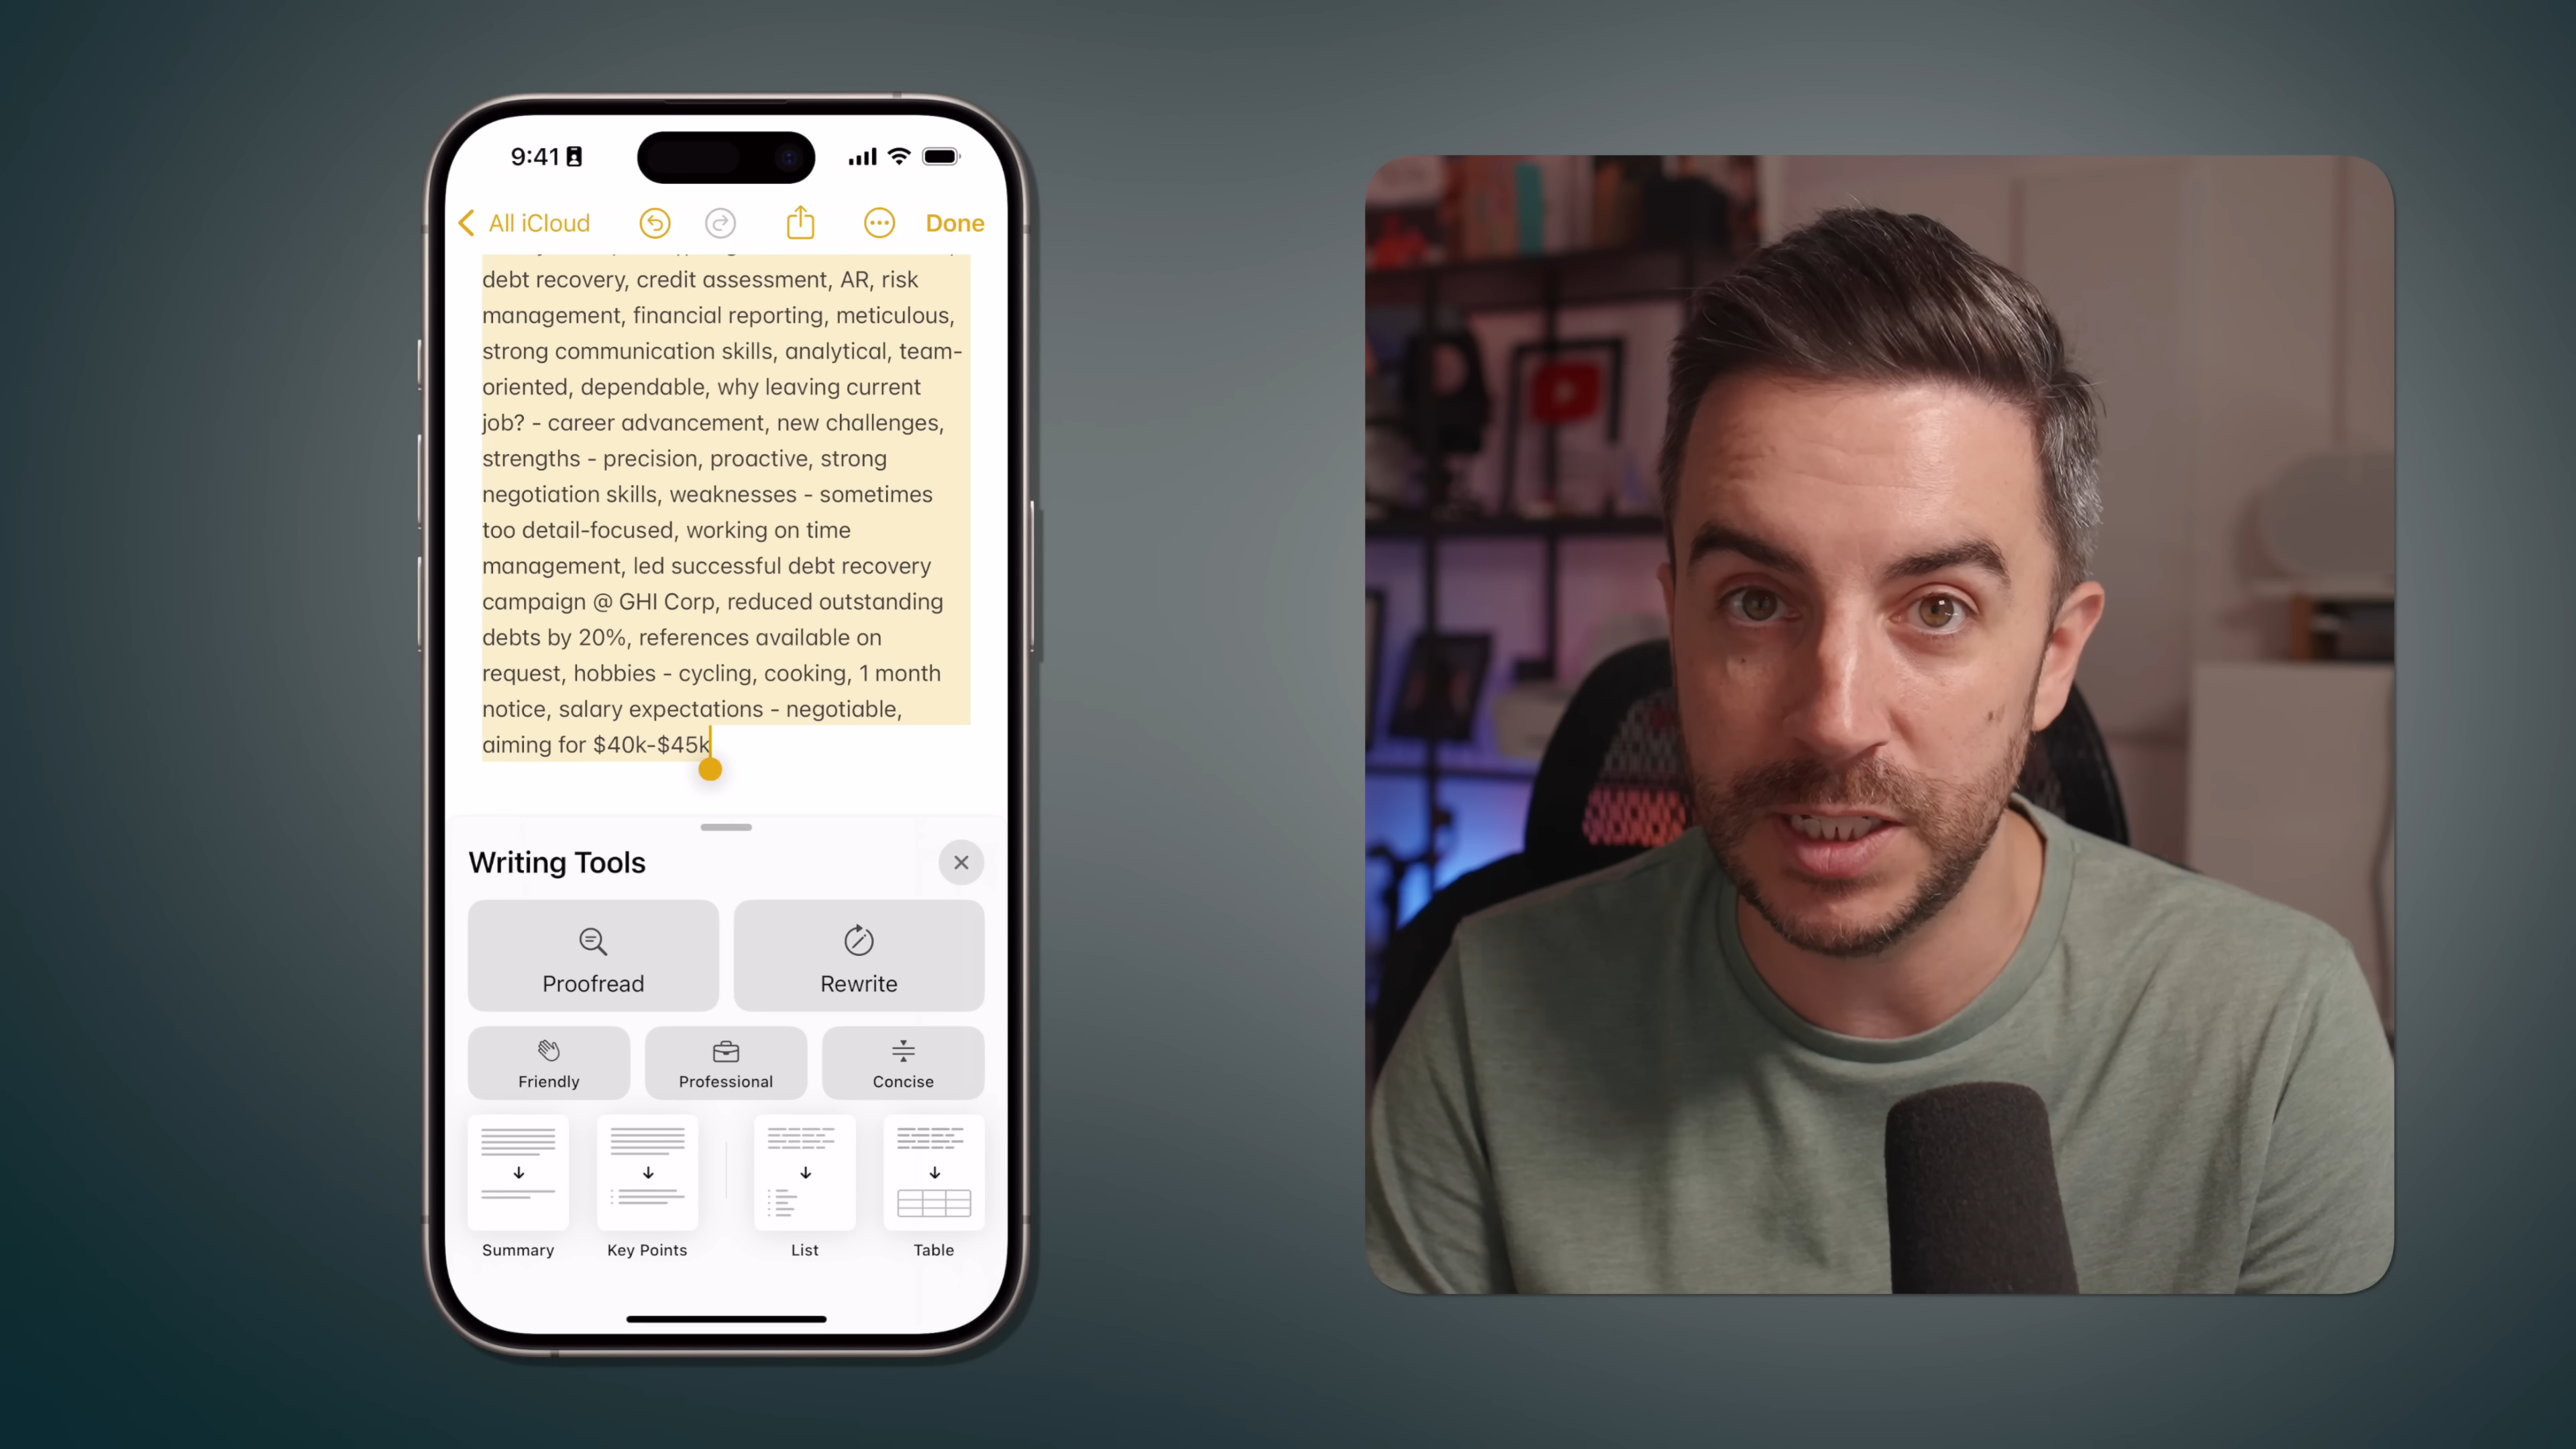 9:41
All iCloud
Done
debt recovery, credit assessment, AR, risk
management, financial reporting, meticulous,
strong communication skills, analytical, team-
oriented, dependable, why leaving current
job? - career advancement, new challenges,
strengths - precision, proactive, strong
negotiation skills, weaknesses - sometimes
too detail-focused, working on time
management, led successful debt recovery
campaign @ GHI Corp, reduced outstanding
debts by 20%, references available on
request, hobbies - cycling, cooking, 1 month
notice, salary expectations - negotiable,
aiming for $40k-$45k
Writing Tools
Proofread
Rewrite
Friendly
Professional
Concise
Summary
Key Points
List
Table